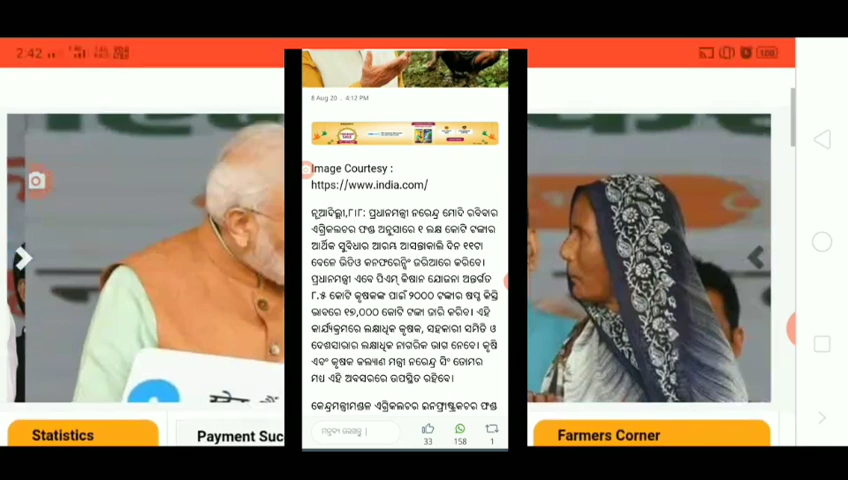 2:42
8 Aug 20 . 4:12 PM
Image Courtesy :
https://www.india.com/
ନୂଆଦିଲ୍ଲୀ,୮।୮: ପ୍ରଧାନମନ୍ତ୍ରୀ ନରେନ୍ଦ୍ର ମୋଦି ରବିବାର
ଏଗ୍ରିକଲଚର ଫଣ୍ଡ ଅନୁସାରେ ୧ ଲକ୍ଷ କୋଟି ଟଙ୍କାର
ଆର୍ଥିକ ସୁବିଧାର ଆରମ୍ଭ ଆସନ୍ତାକାଲି ଦିନ ୧୧ଟା
ବେଳେ ଭିଡିଓ କନଫରେନ୍ସିଂ ଜରିଆରେ କରିବେ।
ପ୍ରଧାନମନ୍ତ୍ରୀ ଏବେ ପିଏମ୍ କିଷାନ ଯୋଜନା ଅନ୍ତର୍ଗତ
୮.୫ କୋଟି କୃଷକଙ୍କ ପାଇଁ ୨୦୦୦ ଟଙ୍କାର ଷଷ୍ଠ କିସ୍ତି
ଭାବରେ ୧୭,୦୦୦ କୋଟି ଟଙ୍କା ଜାରି କରିବ। ଏହି
କାର୍ଯ୍ୟକ୍ରମରେ ଲକ୍ଷାଧିକ କୃଷକ, ସହକାରୀ ସମିତି ଓ
ଦେଶସାରାର ଲକ୍ଷାଧିକ ନାଗରିକ ଭାଗ ନେବେ। କୃଷି
ଏବଂ କୃଷକ କଲ୍ୟାଣ ମନ୍ତ୍ରୀ ନରେନ୍ଦ୍ର ସିଂ ତୋମର
ମଧ୍ୟ ଏହି ଅବସରରେ ଉପସ୍ଥିତ ରହିବେ।
କେନ୍ଦ୍ରମନ୍ତ୍ରୀମଣ୍ଡଳ ଏଗ୍ରିକଲଚର ଇନଫ୍ରାଷ୍ଟ୍ରକଚର ଫଣ୍ଡ
ମନ୍ତବ୍ୟ ଲେଖନ୍ତୁ |
33 158 1
Statistics
Payment Suc
Farmers Corner